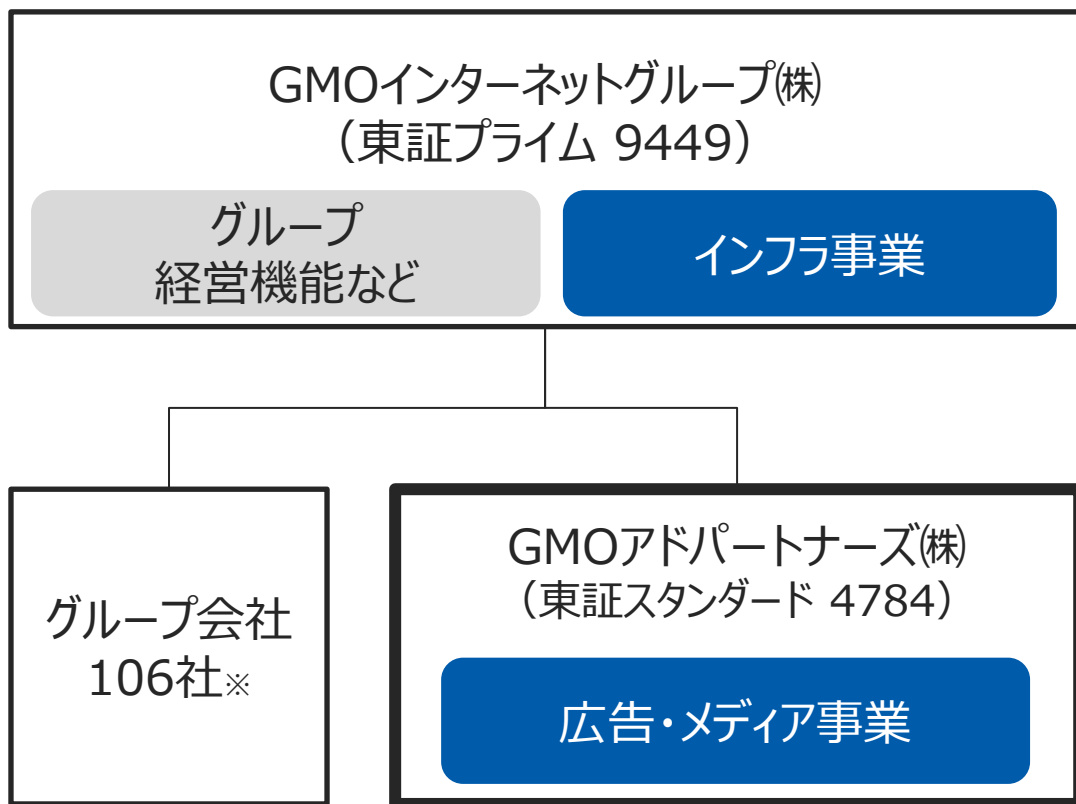 GMOインターネットグループ㈱
（東証プライム 9449）
グループ
経営機能など
インフラ事業
グループ会社
106社※
GMOアドパートナーズ㈱
（東証スタンダード 4784）
広告・メディア事業